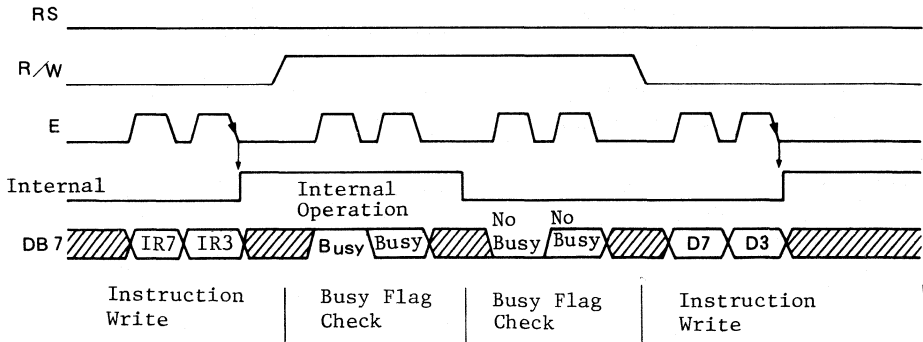 RS
R/W
E
Internal
Internal
Operation
DB 7 IR7 IR3 Busy Busy No Busy No Busy D7 D3
Instruction
Write
Busy Flag
Check
Busy Flag
Check
Instruction
Write